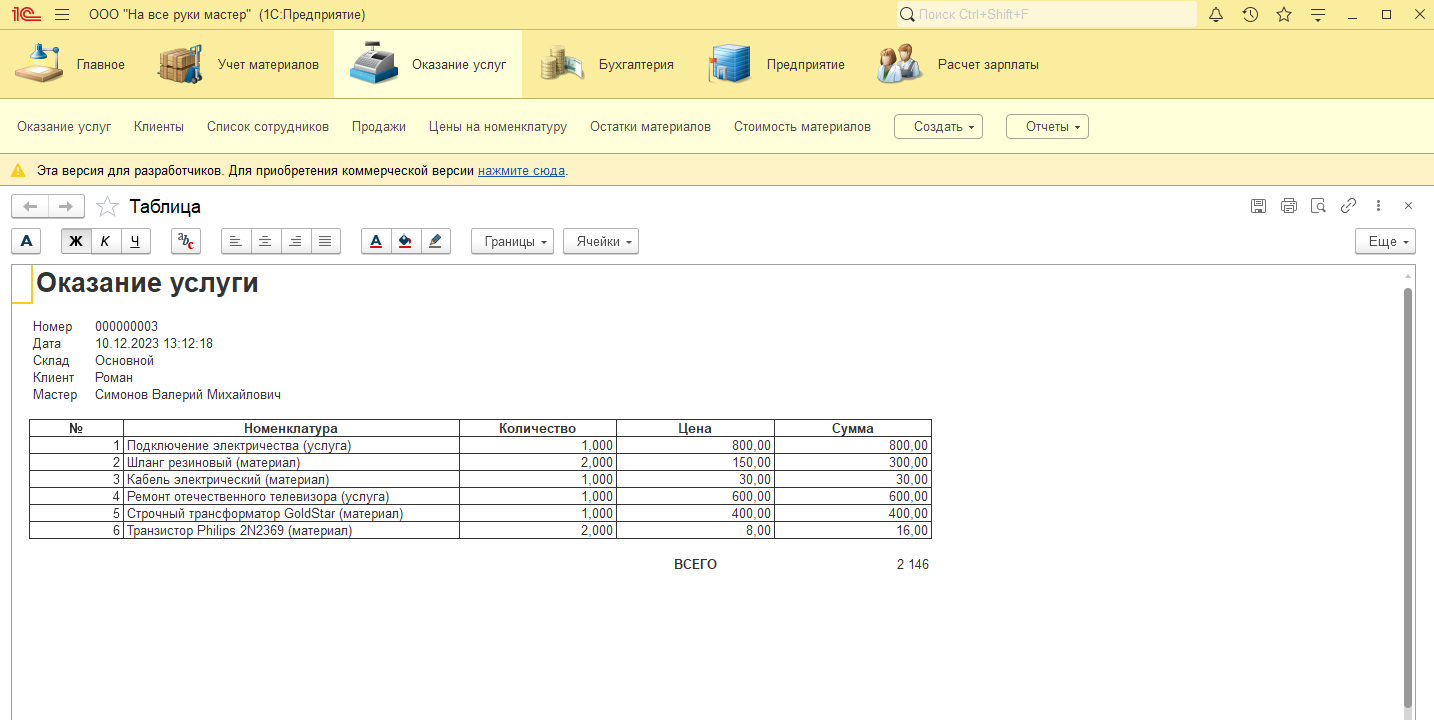 1С ООО "На все руки мастер" (1С:Предприятие) Поиск Ctrl+Shift+F
Главное Учет материалов Оказание услуг Бухгалтерия Предприятие Расчет зарплаты
Оказание услуг Клиенты Список сотрудников Продажи Цены на номенклатуру Остатки материалов Стоимость материалов Создать Отчеты
Эта версия для разработчиков. Для приобретения коммерческой версии нажмите сюда.
Таблица
А Ж К Ч abc А Границы Ячейки Еще
Оказание услуги
Номер 000000003
Дата 10.12.2023 13:12:18
Склад Основной
Клиент Роман
Мастер Симонов Валерий Михайлович
№ Номенклатура Количество Цена Сумма
1 Подключение электричества (услуга) 1,000 800,00 800,00
2 Шланг резиновый (материал) 2,000 150,00 300,00
3 Кабель электрический (материал) 1,000 30,00 30,00
4 Ремонт отечественного телевизора (услуга) 1,000 600,00 600,00
5 Строчный трансформатор GoldStar (материал) 1,000 400,00 400,00
6 Транзистор Philips 2N2369 (материал) 2,000 8,00 16,00
ВСЕГО 2 146